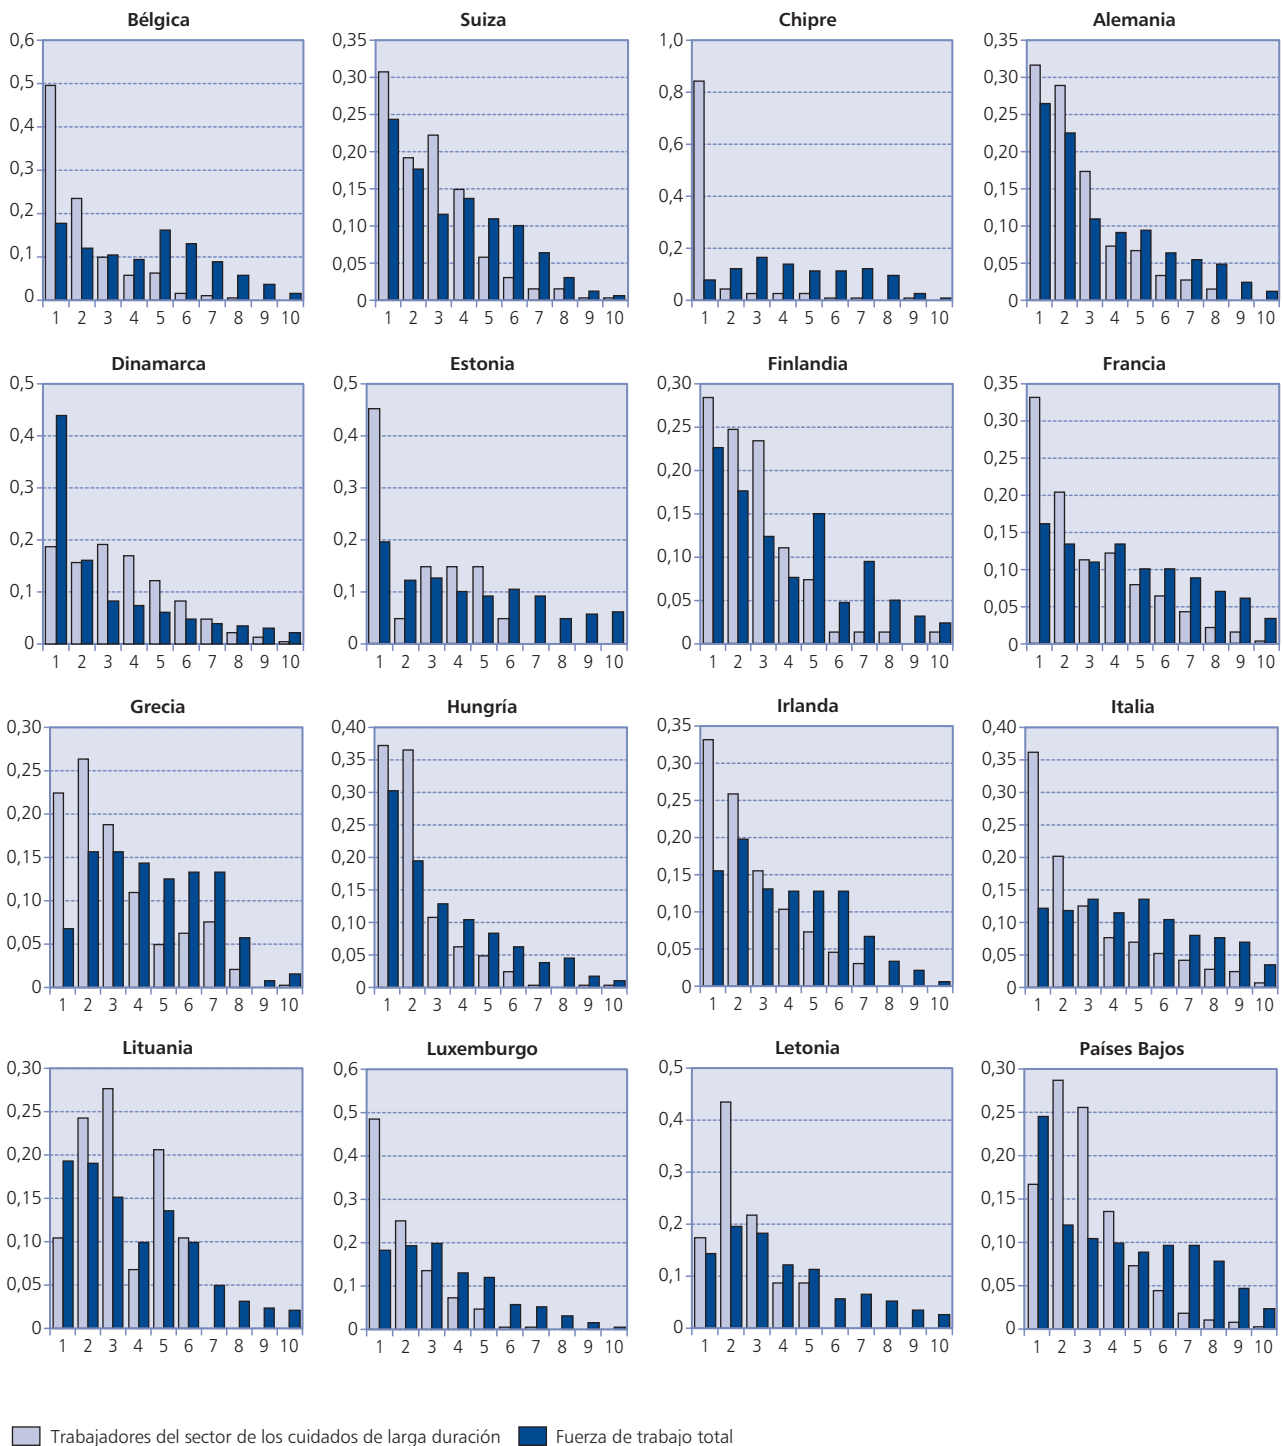 Bélgica Suiza Chipre Alemania
0,6 0,5 0,4 0,3 0,2 0,1 0
0,35 0,30 0,25 0,20 0,15 0,10 0,05 0
1,0 0,8 0,6 0,4 0,2 0
0,35 0,30 0,25 0,20 0,15 0,10 0,05 0
1 2 3 4 5 6 7 8 9 10 1 2 3 4 5 6 7 8 9 10 1 2 3 4 5 6 7 8 9 10 1 2 3 4 5 6 7 8 9 10
Dinamarca Estonia Finlandia Francia
0,5 0,4 0,3 0,2 0,1 0
0,5 0,4 0,3 0,2 0,1 0
0,30 0,25 0,20 0,15 0,10 0,05 0
0,35 0,30 0,25 0,20 0,15 0,10 0,05 0
1 2 3 4 5 6 7 8 9 10 1 2 3 4 5 6 7 8 9 10 1 2 3 4 5 6 7 8 9 10 1 2 3 4 5 6 7 8 9 10
Grecia Hungría Irlanda Italia
0,30 0,25 0,20 0,15 0,10 0,05 0
0,40 0,35 0,30 0,25 0,20 0,15 0,10 0,05 0
0,35 0,30 0,25 0,20 0,15 0,10 0,05 0
0,40 0,35 0,30 0,25 0,20 0,15 0,10 0,05 0
1 2 3 4 5 6 7 8 9 10 1 2 3 4 5 6 7 8 9 10 1 2 3 4 5 6 7 8 9 10 1 2 3 4 5 6 7 8 9 10
Lituania Luxemburgo Letonia Países Bajos
0,30 0,25 0,20 0,15 0,10 0,05 0
0,6 0,5 0,4 0,3 0,2 0,1 0
0,5 0,4 0,3 0,2 0,1 0
0,30 0,25 0,20 0,15 0,10 0,05 0
1 2 3 4 5 6 7 8 9 10 1 2 3 4 5 6 7 8 9 10 1 2 3 4 5 6 7 8 9 10 1 2 3 4 5 6 7 8 9 10
Trabajadores del sector de los cuidados de larga duración Fuerza de trabajo total